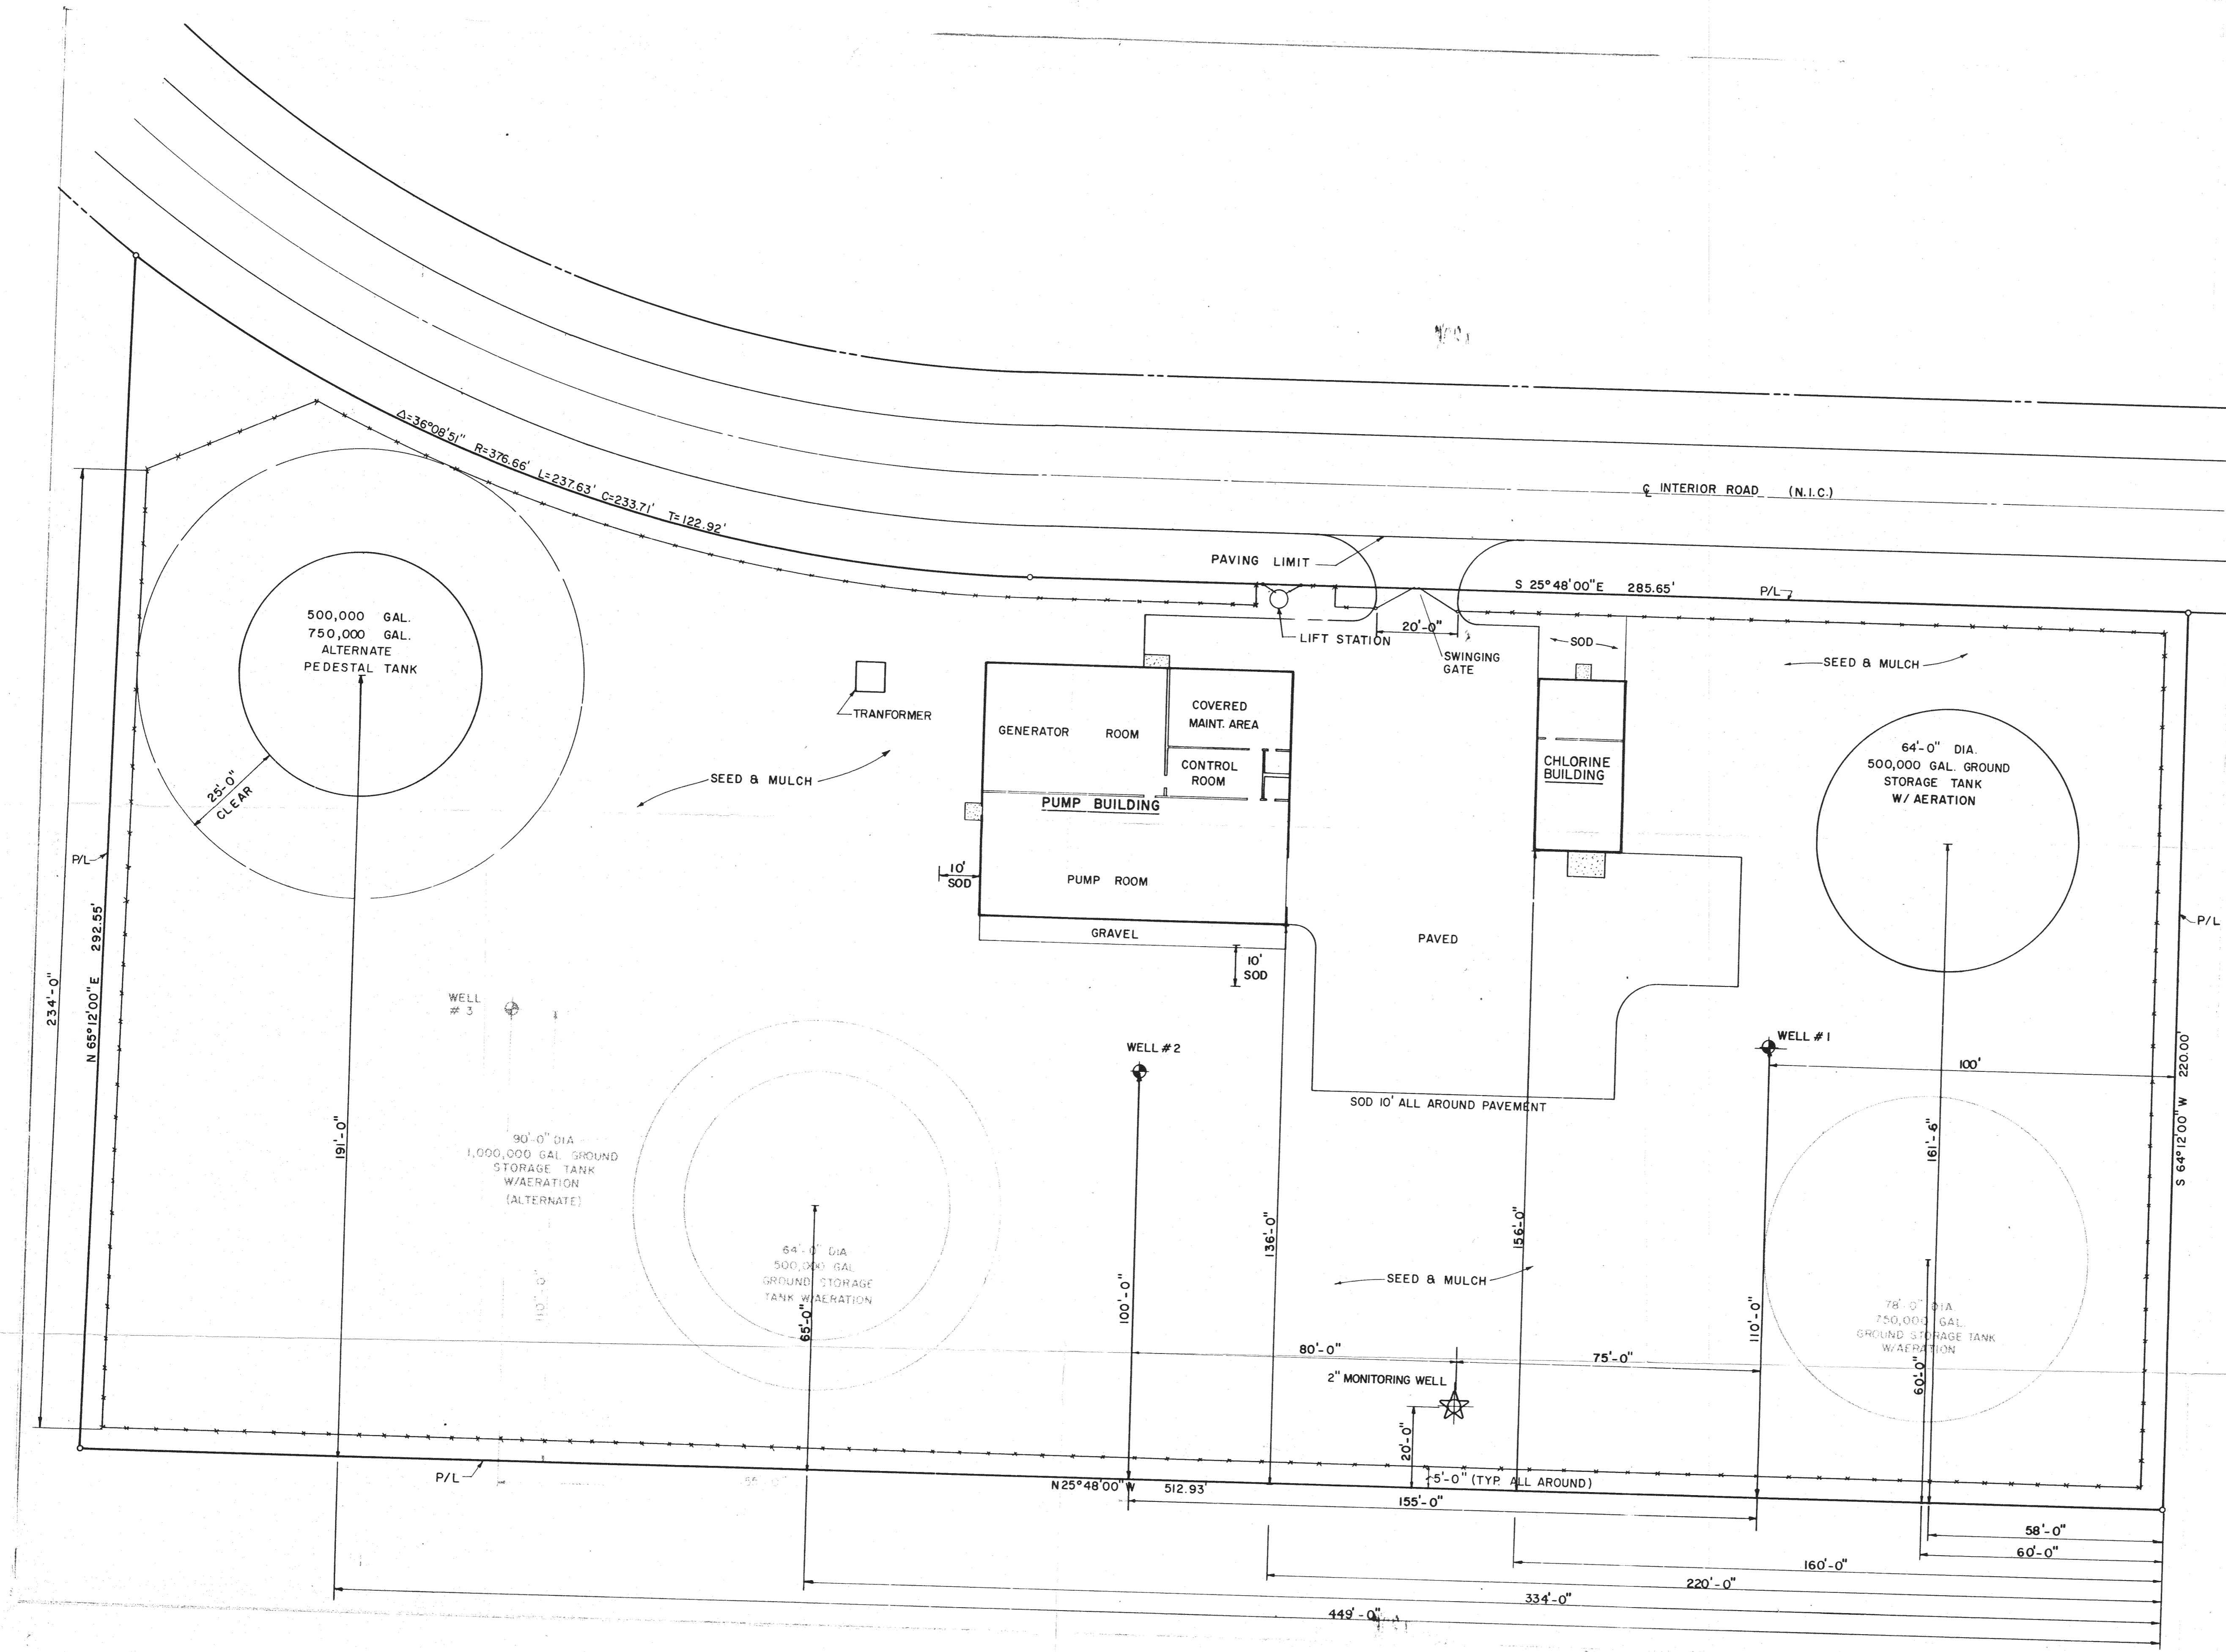 Δ=36°08'51" R=376.66' L=237.63' C=233.71' T=122.92'
℄ INTERIOR ROAD (N.I.C.)
PAVING LIMIT
S 25°48'00"E 285.65'
P/L
500,000 GAL.
750,000 GAL.
ALTERNATE
PEDESTAL TANK
25'-0"
CLEAR
TRANFORMER
SEED & MULCH
LIFT STATION
20'-0"
SWINGING
GATE
SOD
SEED & MULCH
GENERATOR ROOM
COVERED
MAINT. AREA
CONTROL
ROOM
PUMP BUILDING
PUMP ROOM
10'
SOD
GRAVEL
10'
SOD
CHLORINE
BUILDING
64'-0" DIA.
500,000 GAL. GROUND
STORAGE TANK
W/ AERATION
PAVED
P/L
P/L
234'-0"
N 65°12'00"E 292.55'
191'-0"
WELL
# 3
WELL #2
WELL #1
100'
SOD 10' ALL AROUND PAVEMENT
S 64°12'00"W 220.00'
161'-6"
90'-0" DIA
1,000,000 GAL. GROUND
STORAGE TANK
W/AERATION
(ALTERNATE)
110'-0"
64'-0" DIA
500,000 GAL
GROUND STORAGE
TANK W/AERATION
65'-0"
100'-0"
136'-0"
156'-0"
SEED & MULCH
110'-0"
78'-0" DIA
750,000 GAL.
GROUND STORAGE TANK
W/AERATION
60'-0"
80'-0"
75'-0"
2" MONITORING WELL
20'-0"
P/L
5'-0" (TYP. ALL AROUND)
N25°48'00"W 512.93'
155'-0"
58'-0"
60'-0"
160'-0"
220'-0"
334'-0"
449'-0"